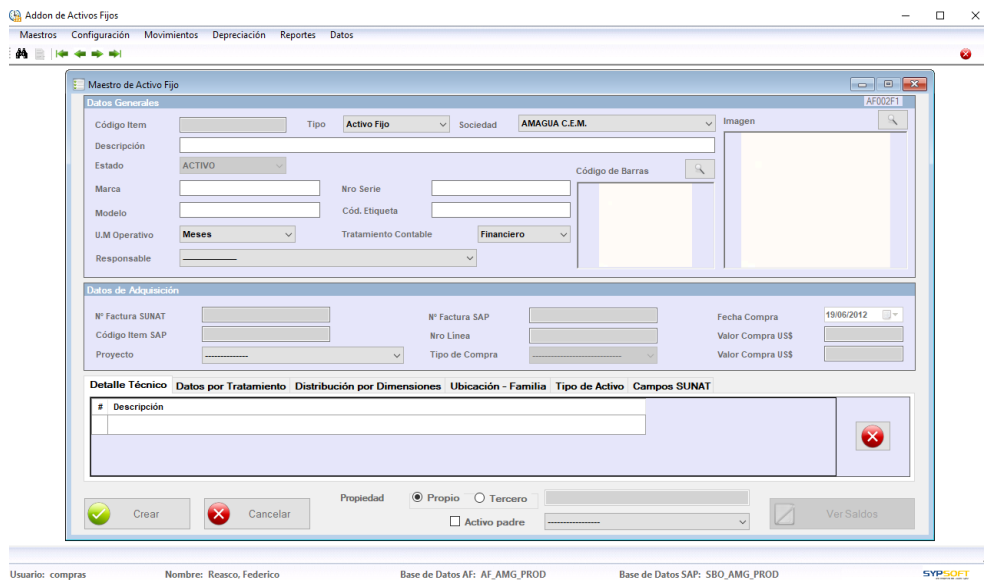 Addon de Activos Fijos
Maestros Configuración Movimientos Depreciación Reportes Datos
Maestro de Activo Fijo
Datos Generales AF002F1
Código Item Tipo Activo Fijo Sociedad AMAGUA C.E.M. Imagen
Descripción
Estado ACTIVO Código de Barras
Marca Nro Serie
Modelo Cód. Etiqueta
U.M Operativo Meses Tratamiento Contable Financiero
Responsable --------------------
Datos de Adquisición
Nº Factura SUNAT Nº Factura SAP Fecha Compra 19/06/2012
Código Item SAP Nro Línea Valor Compra US$
Proyecto --------------- Tipo de Compra ------------------------------ Valor Compra US$
Detalle Técnico Datos por Tratamiento Distribución por Dimensiones Ubicación - Familia Tipo de Activo Campos SUNAT
# Descripción
Propiedad Propio Tercero
Crear Cancelar Ver Saldos
Activo padre ------------------
Usuario: compras Nombre: Reasco, Federico Base de Datos AF: AF_AMG_PROD Base de Datos SAP: SBO_AMG_PROD SYPSOFT